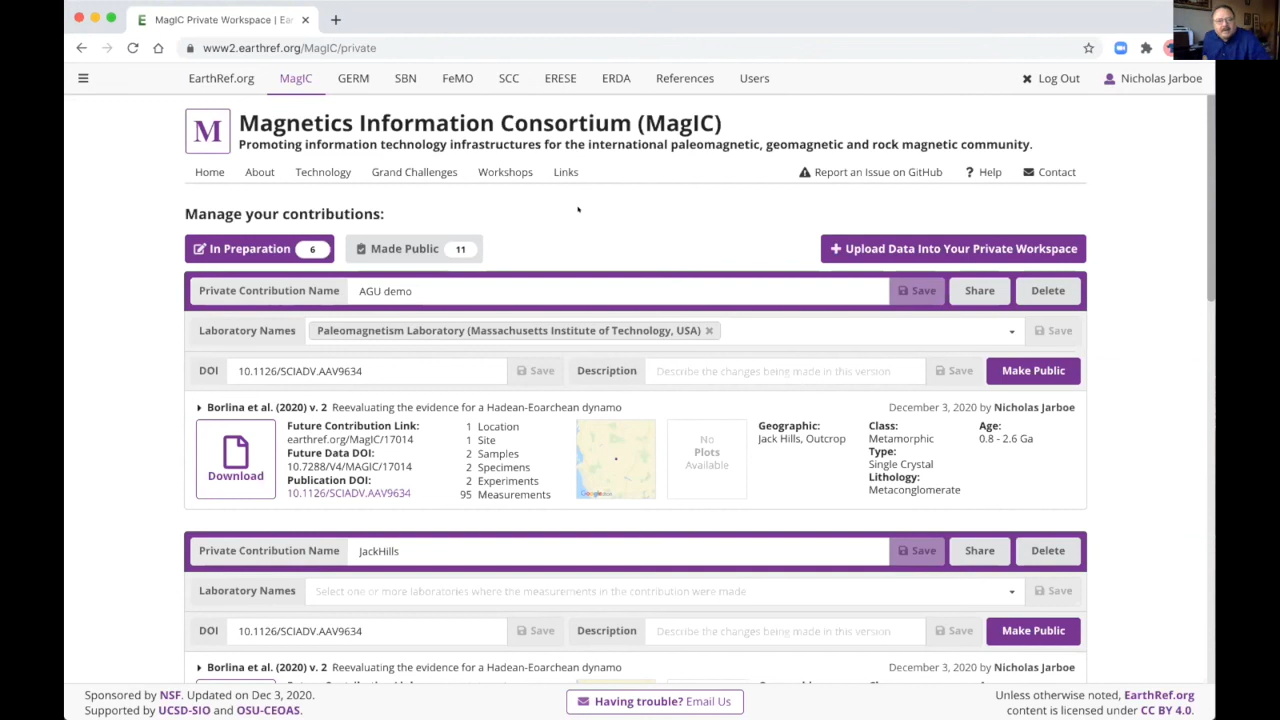 MagIC Private Workspace | Ear
www2.earthref.org/MagIC/private
EarthRef.org MagIC GERM SBN FeMO SCC ERESE ERDA References Users Log Out Nicholas Jarboe
M
Magnetics Information Consortium (MagIC)
Promoting information technology infrastructures for the international paleomagnetic, geomagnetic and rock magnetic community.
Home About Technology Grand Challenges Workshops Links Report an Issue on GitHub Help Contact
Manage your contributions:
In Preparation 6 Made Public 11 Upload Data Into Your Private Workspace
Private Contribution Name AGU demo Save Share Delete
Laboratory Names Paleomagnetism Laboratory (Massachusetts Institute of Technology, USA) Save
DOI 10.1126/SCIADV.AAV9634 Save Description Describe the changes being made in this version Save Make Public
Borlina et al. (2020) v. 2 Reevaluating the evidence for a Hadean-Eoarchean dynamo December 3, 2020 by Nicholas Jarboe
Download
Future Contribution Link:
earthref.org/MagIC/17014
Future Data DOI:
10.7288/V4/MAGIC/17014
Publication DOI:
10.1126/SCIADV.AAV9634
1 Location
1 Site
2 Samples
2 Specimens
2 Experiments
95 Measurements
Google
No
Plots
Available
Geographic:
Jack Hills, Outcrop
Class:
Metamorphic
Type:
Single Crystal
Lithology:
Metaconglomerate
Age:
0.8 - 2.6 Ga
Private Contribution Name JackHills Save Share Delete
Laboratory Names Select one or more laboratories where the measurements in the contribution were made Save
DOI 10.1126/SCIADV.AAV9634 Save Description Describe the changes being made in this version Save Make Public
Borlina et al. (2020) v. 2 Reevaluating the evidence for a Hadean-Eoarchean dynamo December 3, 2020 by Nicholas Jarboe
Sponsored by NSF. Updated on Dec 3, 2020.
Supported by UCSD-SIO and OSU-CEOAS.
Having trouble? Email Us
Unless otherwise noted, EarthRef.org
content is licensed under CC BY 4.0.